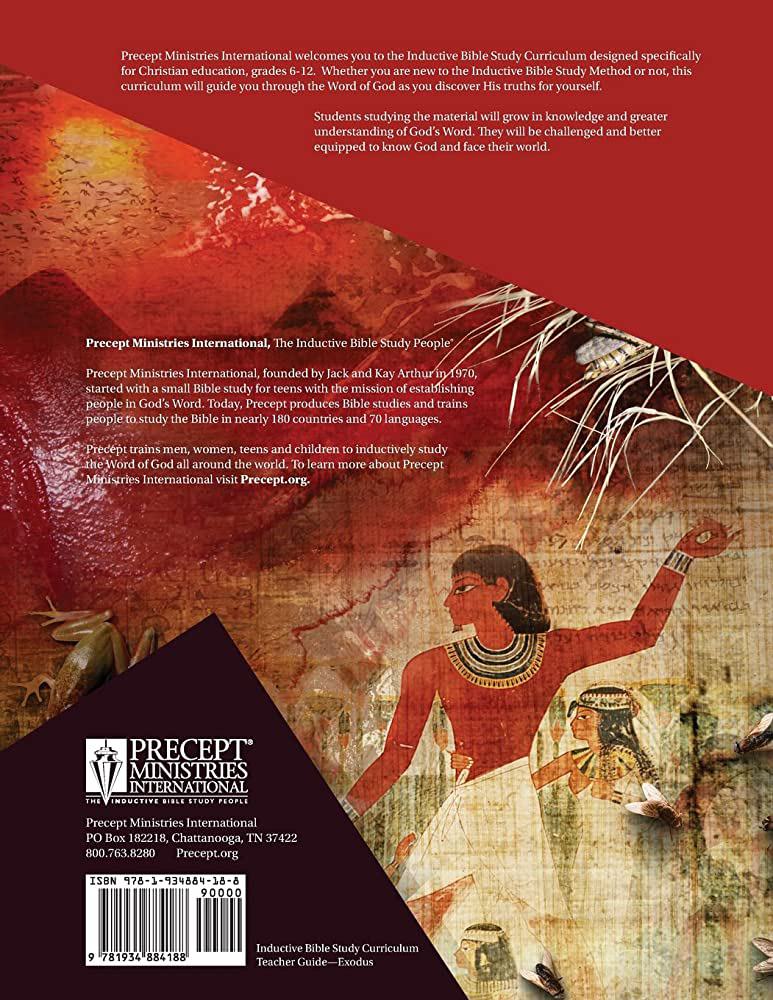 Precept Ministries International welcomes you to the Inductive Bible Study Curriculum designed specifically
for Christian education, grades 6-12. Whether you are new to the Inductive Bible Study Method or not, this
curriculum will guide you through the Word of God as you discover His truths for yourself.
Students studying the material will grow in knowledge and greater
understanding of God's Word. They will be challenged and better
equipped to know God and face their world.
Precept Ministries International, The Inductive Bible Study People®
Precept Ministries International, founded by Jack and Kay Arthur in 1970,
started with a small Bible study for teens with the mission of establishing
people in God's Word. Today, Precept produces Bible studies and trains
people to study the Bible in nearly 180 countries and 70 languages.
Precept trains men, women, teens and children to inductively study
the Word of God all around the world. To learn more about Precept
Ministries International visit Precept.org.
PRECEPT®
MINISTRIES
INTERNATIONAL
THE INDUCTIVE BIBLE STUDY PEOPLE
Precept Ministries International
PO Box 182218, Chattanooga, TN 37422
800.763.8280 Precept.org
ISBN 978-1-934884-18-8
90000
9 781934 884188
Inductive Bible Study Curriculum
Teacher Guide—Exodus